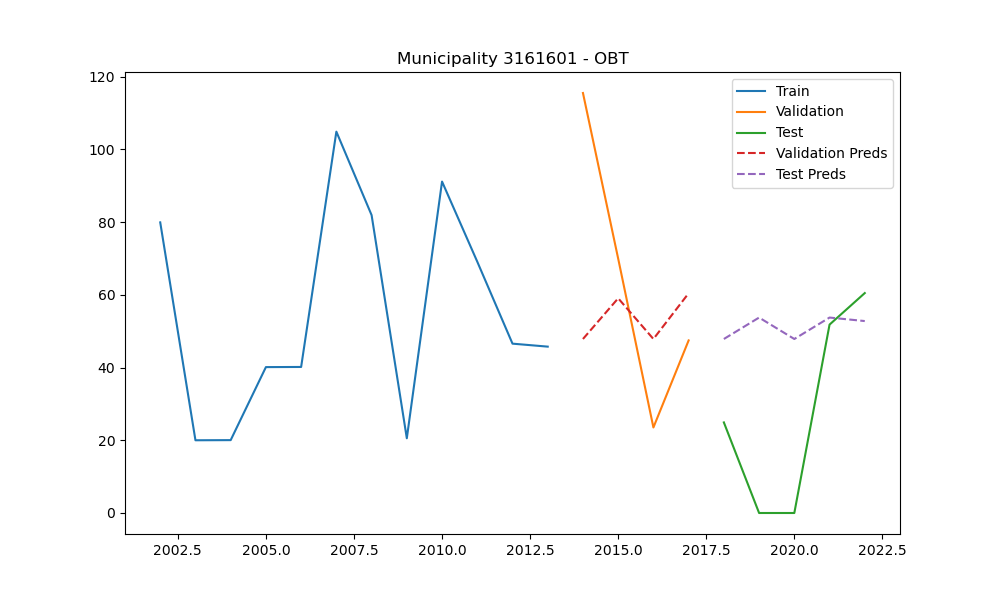 Municipality 3161601 - OBT
120
100
80
60
40
20
0
Train
Validation
Test
Validation Preds
Test Preds
2002.5 2005.0 2007.5 2010.0 2012.5 2015.0 2017.5 2020.0 2022.5